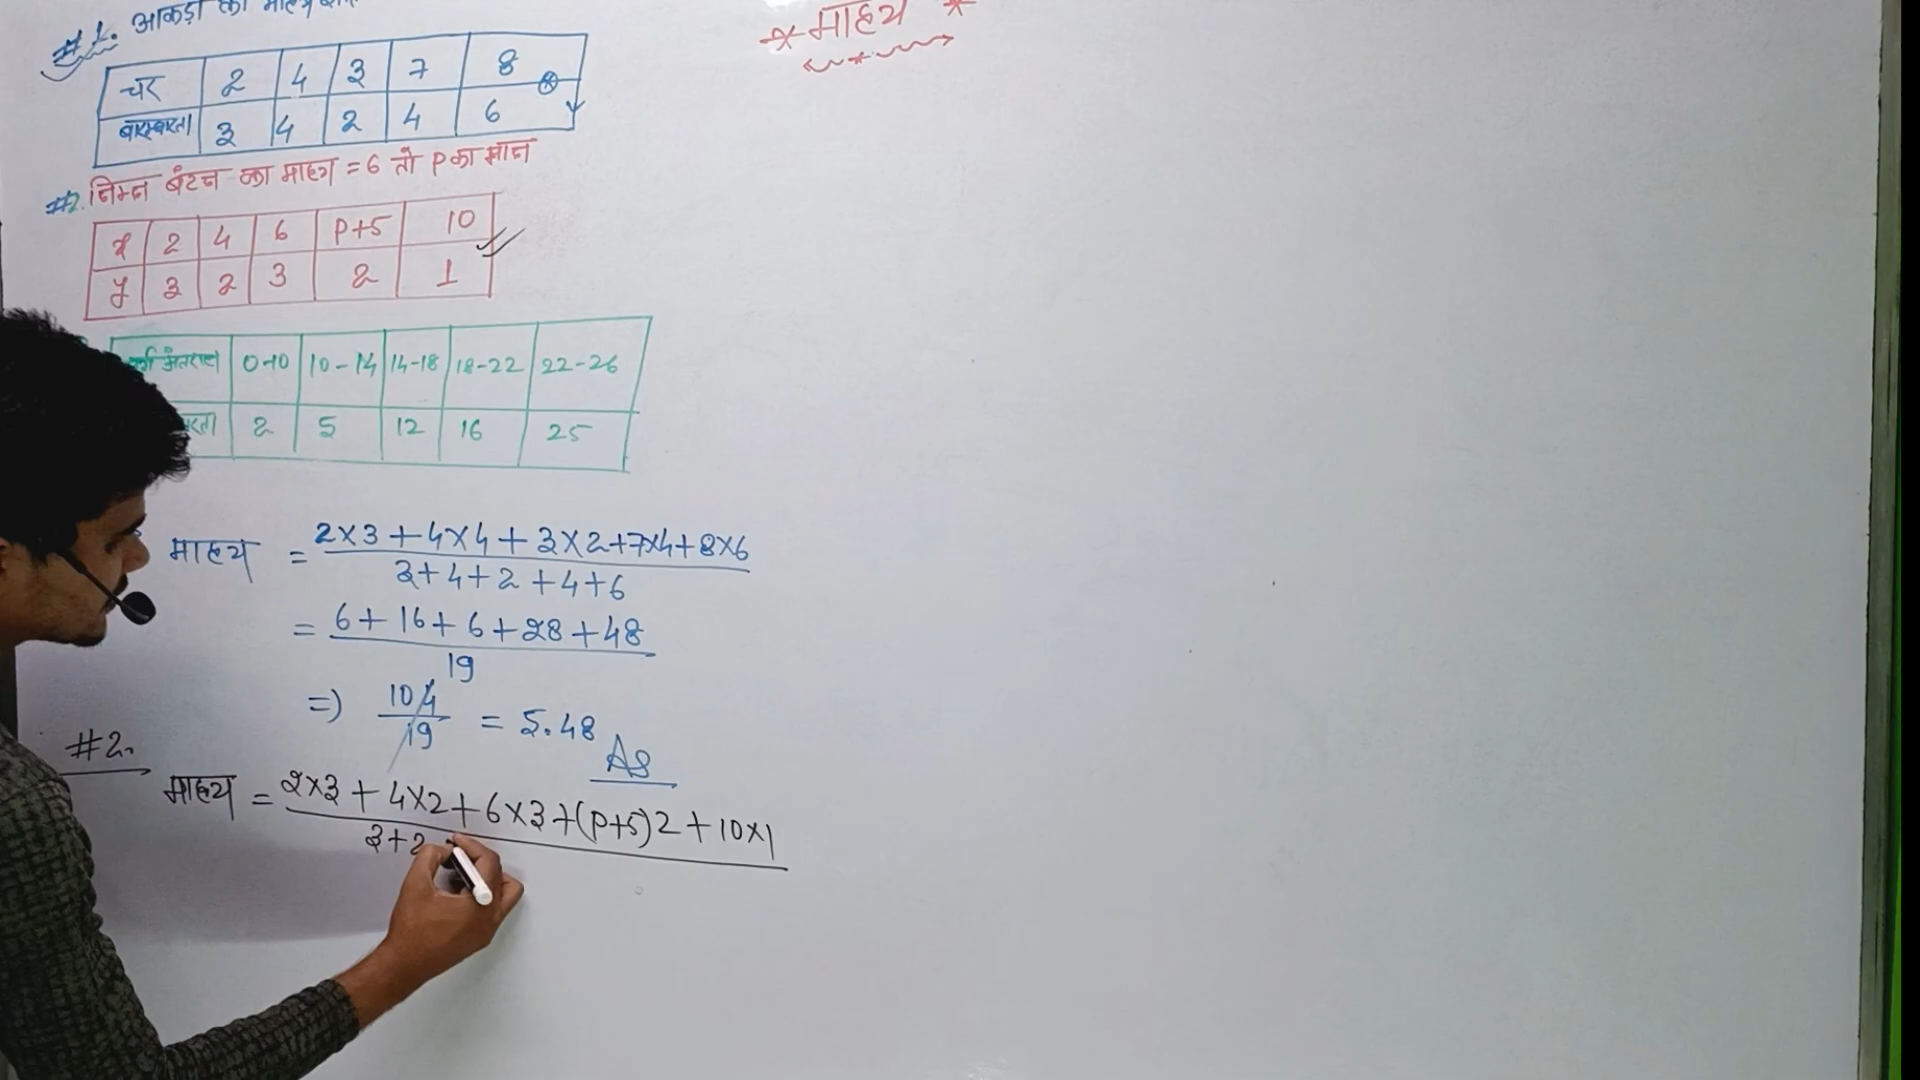 #1. आंकड़ो का माध्य
* माध्य *
चर 2 4 3 7 8
बारम्बारता 3 4 2 4 6
#2. निम्न बंटन का माध्य = 6 तो P का मान
x 2 4 6 P+5 10
y 3 2 3 2 1
वर्ग अंतराल 0-10 10-14 14-18 18-22 22-26
2 5 12 16 25
माध्य = 2×3+4×4+3×2+7×4+8×6
3+4+2+4+6
= 6+16+6+28+48
19
=) 104
19 = 5.48
As
#2.
माध्य = 2×3+4×2+6×3+(P+5)2+10×1
3+2